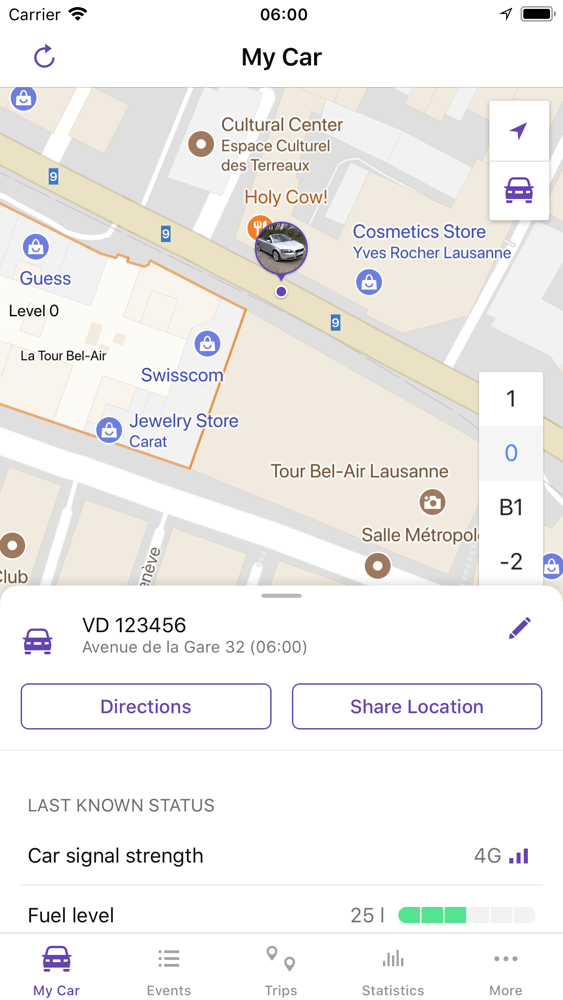 Carrier
06:00
My Car
Cultural Center
Espace Culturel
des Terreaux
9
Holy Cow!
9
Cosmetics Store
Yves Rocher Lausanne
Guess
Level 0
9
La Tour Bel-Air
Swisscom
1
Jewelry Store
Carat
0
Tour Bel-Air Lausanne
B1
Salle Métropol
-2
Club
enève
VD 123456
Avenue de la Gare 32 (06:00)
Directions
Share Location
LAST KNOWN STATUS
Car signal strength
4G
Fuel level
25 l
My Car
Events
Trips
Statistics
More